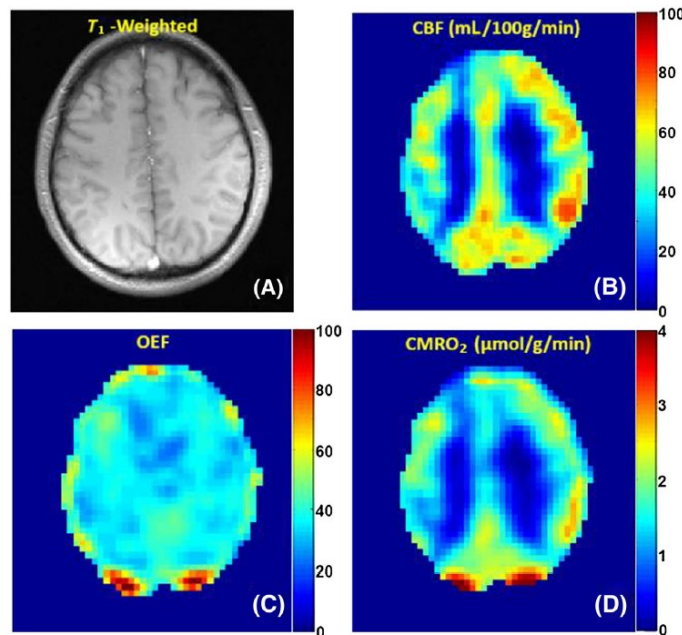 T₁ -Weighted
(A)
CBF (mL/100g/min)
100
80
60
40
20
0
(B)
OEF
100
80
60
40
20
0
(C)
CMRO₂ (µmol/g/min)
4
3
2
1
0
(D)